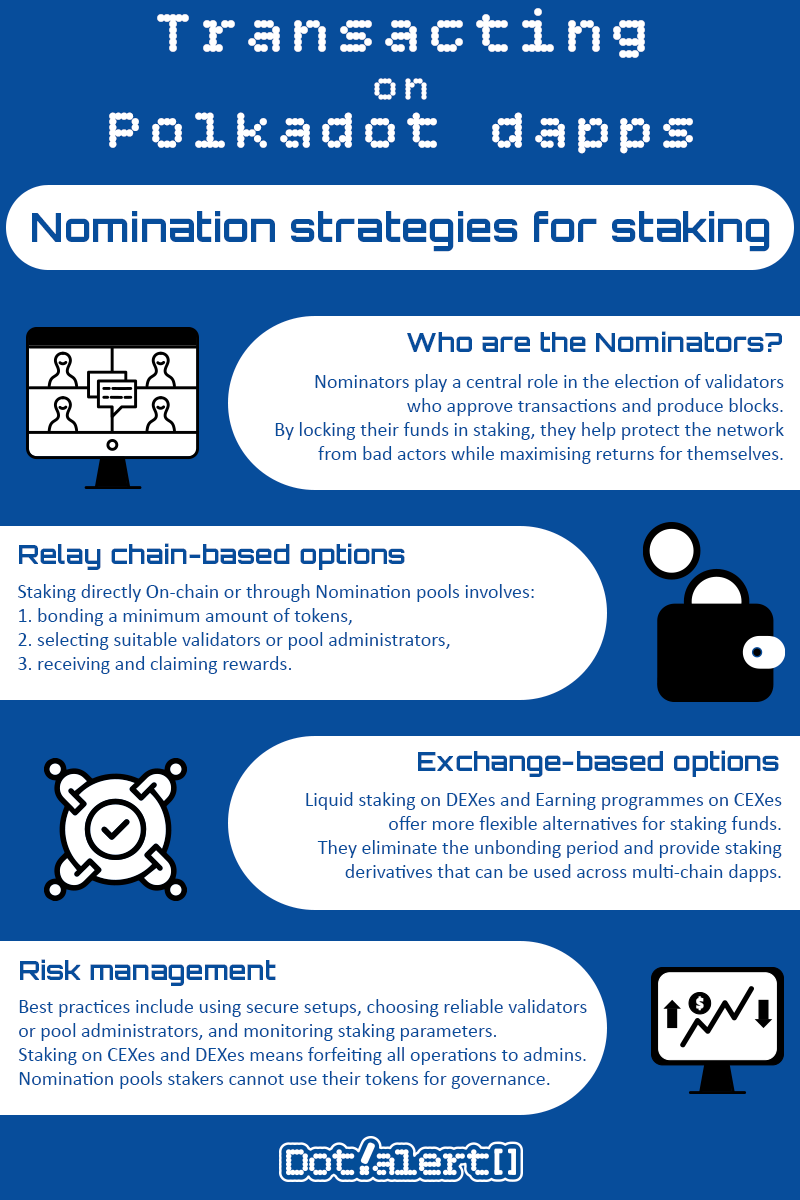 Transacting
on
Polkadot dapps
Nomination strategies for staking
Who are the Nominators?
Nominators play a central role in the election of validators
who approve transactions and produce blocks.
By locking their funds in staking, they help protect the network
from bad actors while maximising returns for themselves.
Relay chain-based options
Staking directly On-chain or through Nomination pools involves:
1. bonding a minimum amount of tokens,
2. selecting suitable validators or pool administrators,
3. receiving and claiming rewards.
Exchange-based options
Liquid staking on DEXes and Earning programmes on CEXes
offer more flexible alternatives for staking funds.
They eliminate the unbonding period and provide staking
derivatives that can be used across multi-chain dapps.
Risk management
Best practices include using secure setups, choosing reliable validators
or pool administrators, and monitoring staking parameters.
Staking on CEXes and DEXes means forfeiting all operations to admins.
Nomination pools stakers cannot use their tokens for governance.
Dot!alert[]